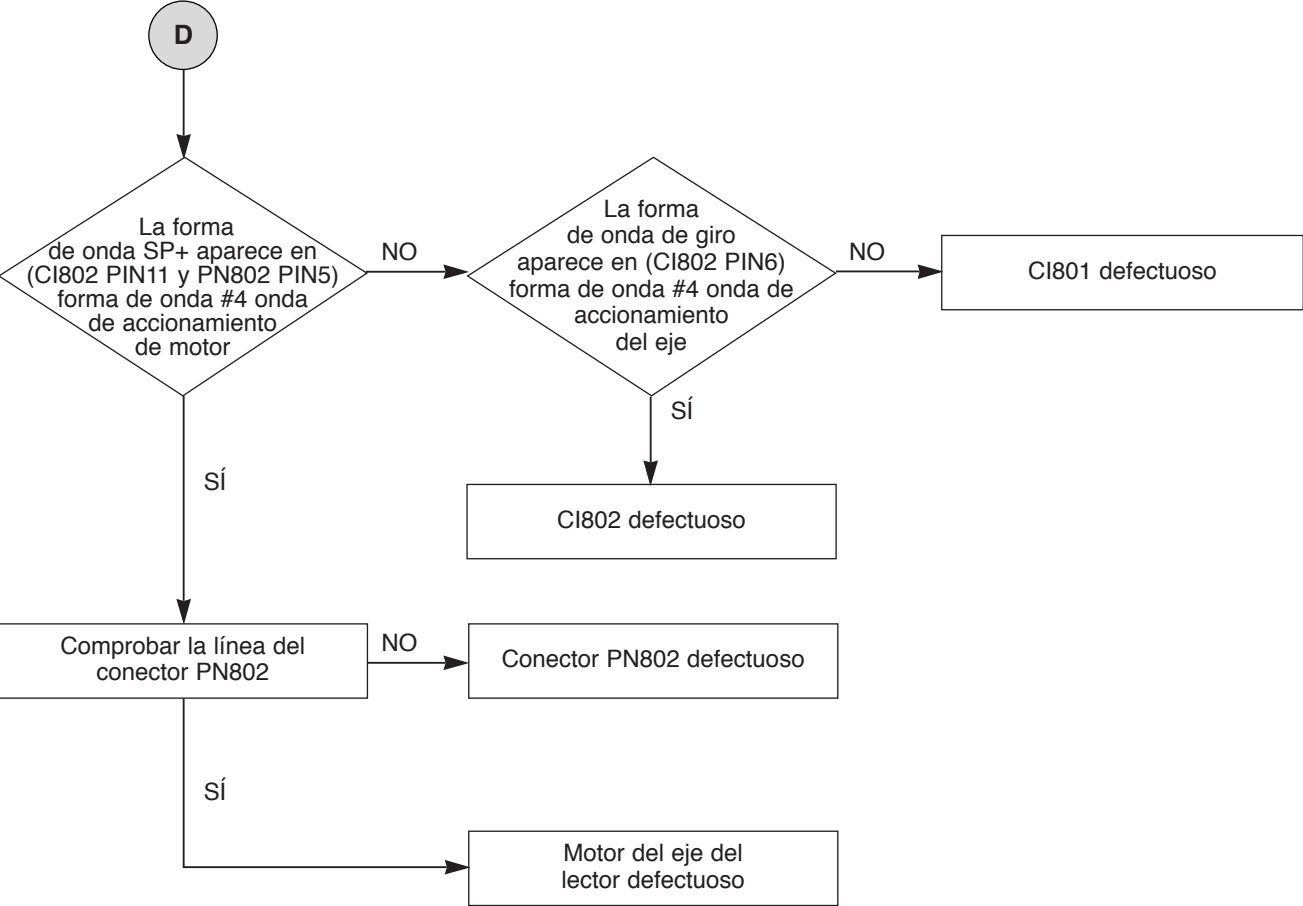 D
La forma
de onda SP+ aparece en
(CI802 PIN11 y PN802 PIN5)
forma de onda #4 onda
de accionamiento
de motor
NO
La forma
de onda de giro
aparece en (CI802 PIN6)
forma de onda #4 onda de
accionamiento
del eje
NO
CI801 defectuoso
SÍ
CI802 defectuoso
SÍ
Comprobar la línea del
conector PN802
NO
Conector PN802 defectuoso
SÍ
Motor del eje del
lector defectuoso